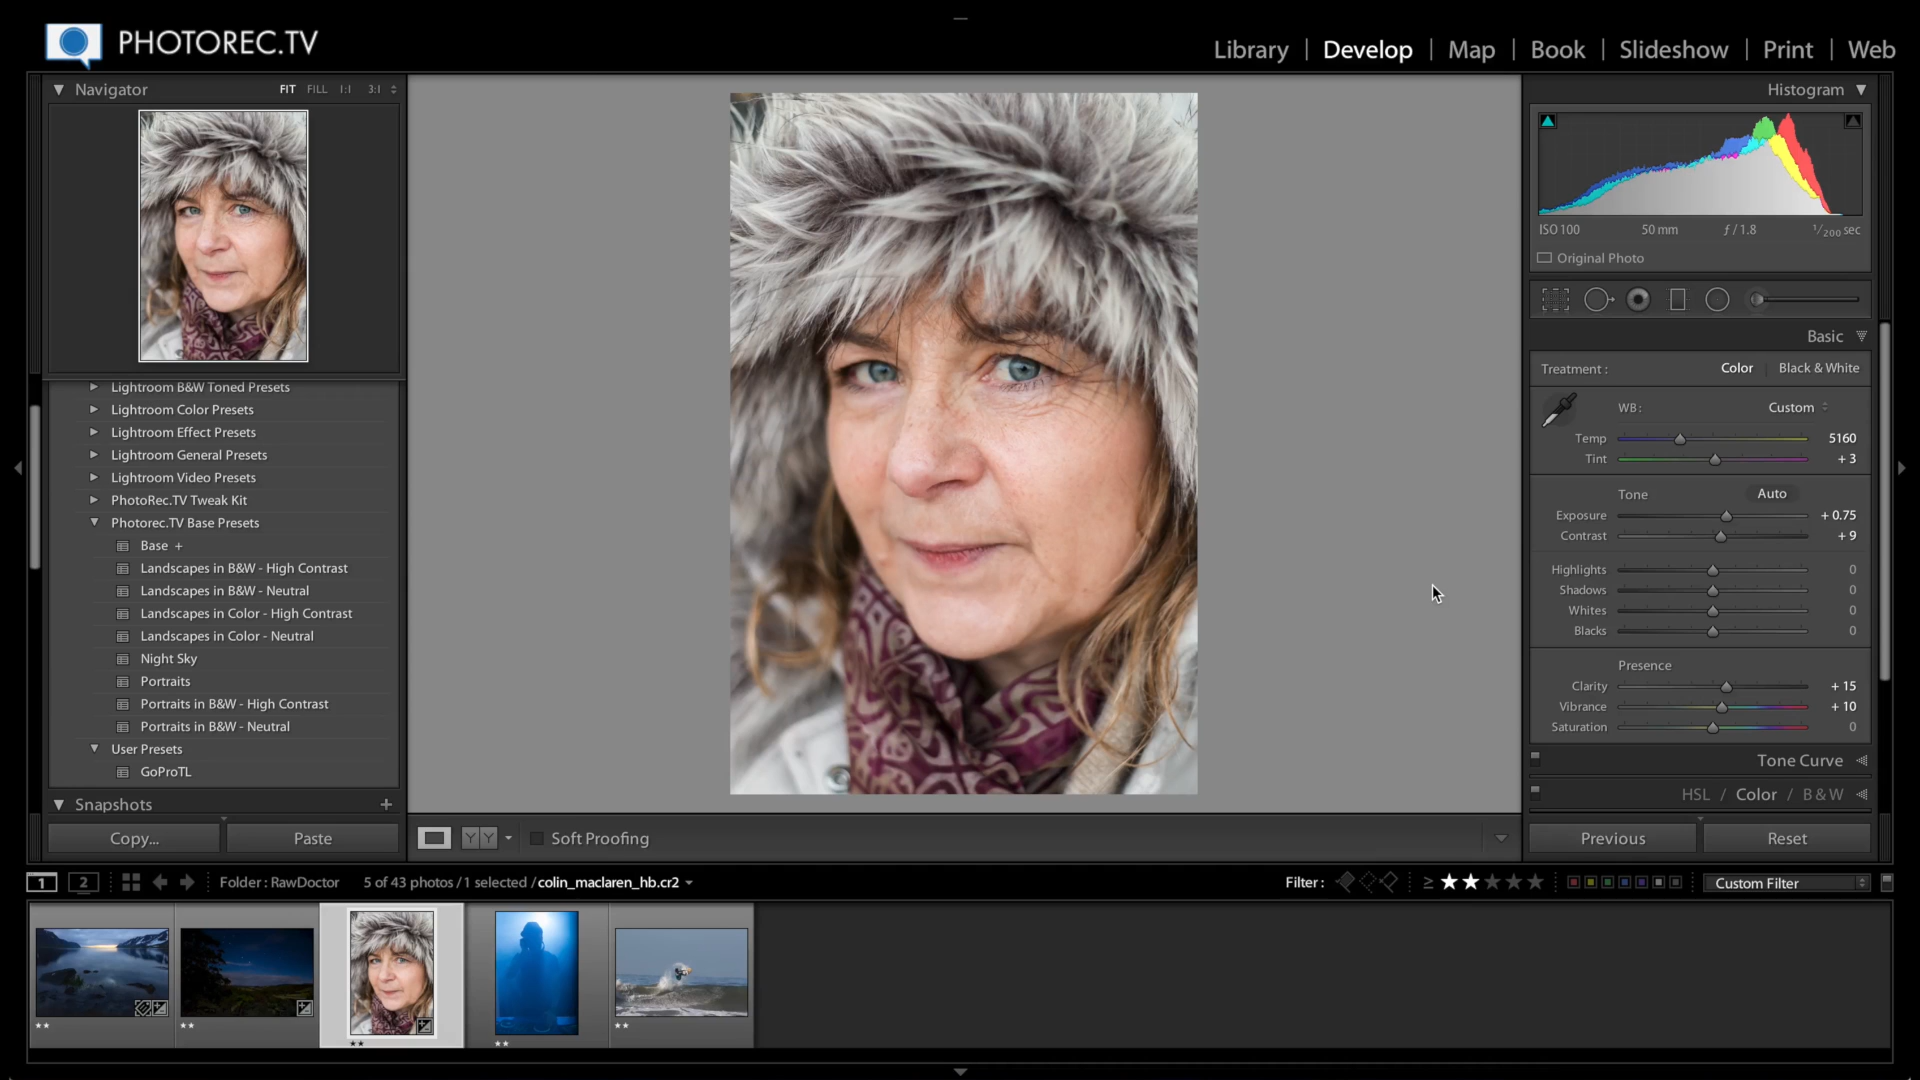 PHOTOREC.TV
Library | Develop | Map | Book | Slideshow | Print | Web
Navigator FIT FILL 1:1 3:1
Lightroom B&W Toned Presets
Lightroom Color Presets
Lightroom Effect Presets
Lightroom General Presets
Lightroom Video Presets
PhotoRec.TV Tweak Kit
Photorec.TV Base Presets
Base +
Landscapes in B&W - High Contrast
Landscapes in B&W - Neutral
Landscapes in Color - High Contrast
Landscapes in Color - Neutral
Night Sky
Portraits
Portraits in B&W - High Contrast
Portraits in B&W - Neutral
User Presets
GoProTL
Snapshots +
Copy... Paste
Y Y Soft Proofing
Histogram
ISO 100 50 mm ƒ / 1.8 1/200 sec
Original Photo
Basic
Treatment : Color | Black & White
WB : Custom
Temp 5160
Tint + 3
Tone Auto
Exposure + 0.75
Contrast + 9
Highlights 0
Shadows 0
Whites 0
Blacks 0
Presence
Clarity + 15
Vibrance + 10
Saturation 0
Tone Curve
HSL / Color / B & W
Previous Reset
1 2 Folder : RawDoctor 5 of 43 photos / 1 selected / colin_maclaren_hb.cr2 Filter : ≥ Custom Filter